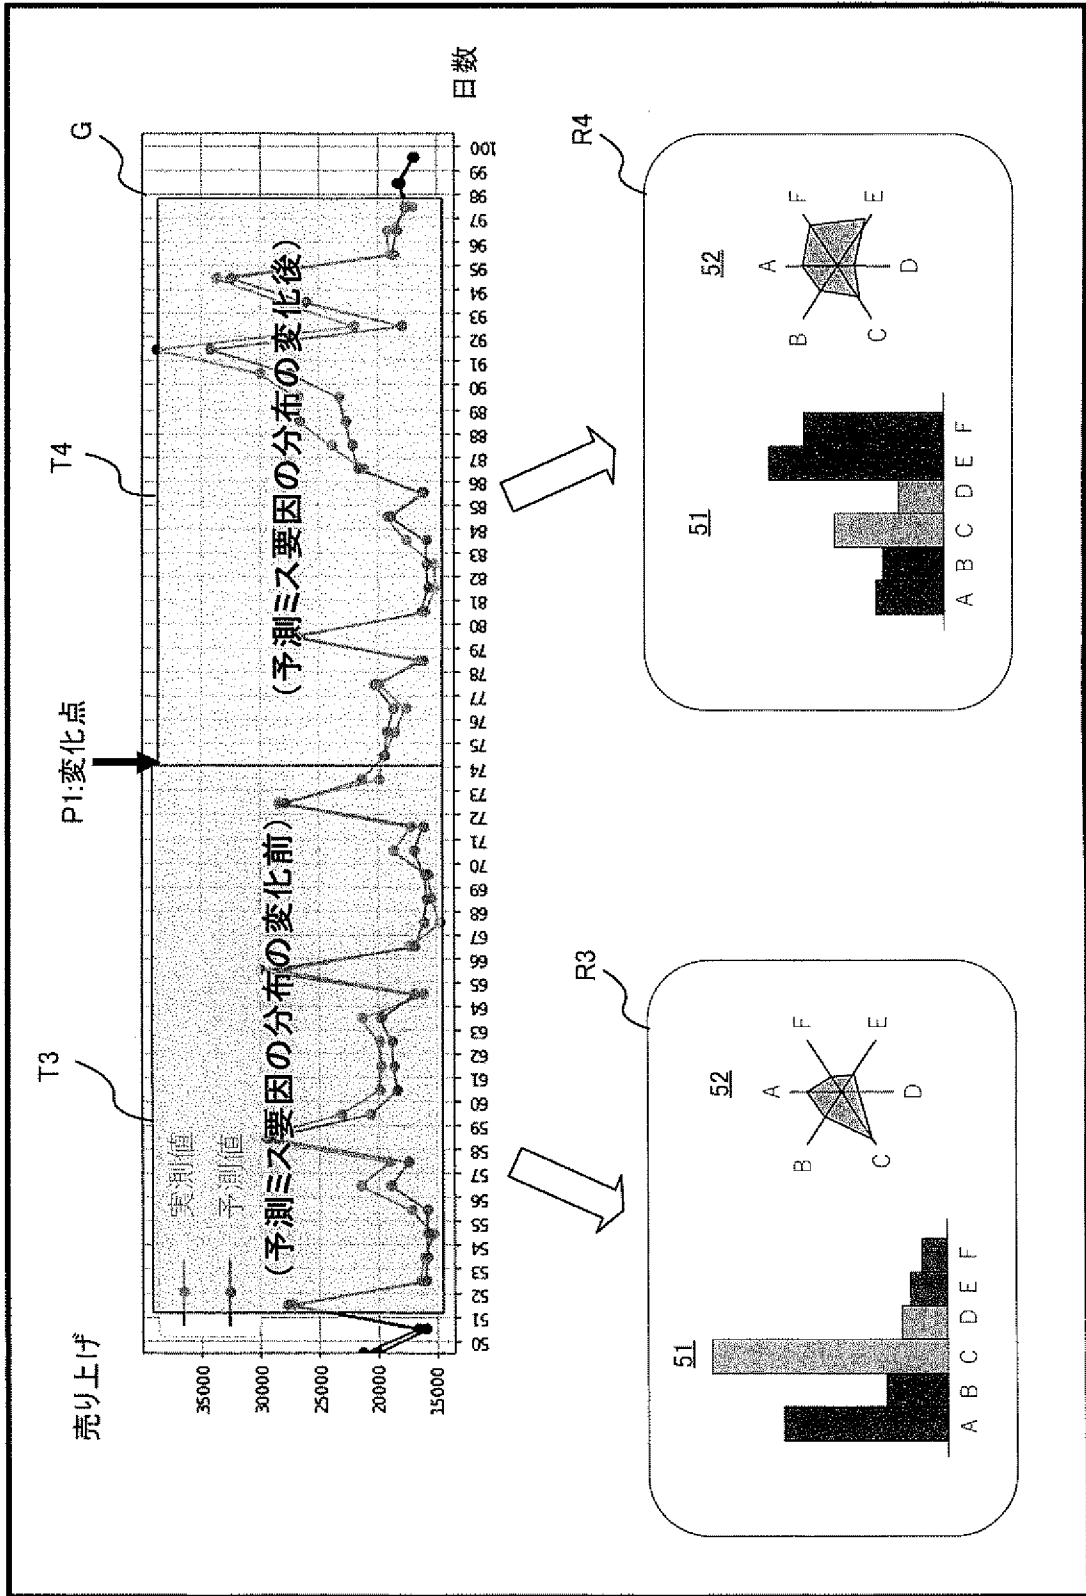 売り上げ
T3
P1:変化点
T4
G
実測値
予測値
(予測ミス要因の分布の変化前)
(予測ミス要因の分布の変化後)
35000
30000
25000
20000
15000
50 51 52 53 54 55 56 57 58 59 60 61 62 63 64 65 66 67 68 69 70 71 72 73 74 75 76 77 78 79 80 81 82 83 84 85 86 87 88 89 90 91 92 93 94 95 96 97 98 99 100
日数
R3
51
A B C D E F
52
A
B
C
D
E
F
R4
51
A B C D E F
52
A
B
C
D
E
F